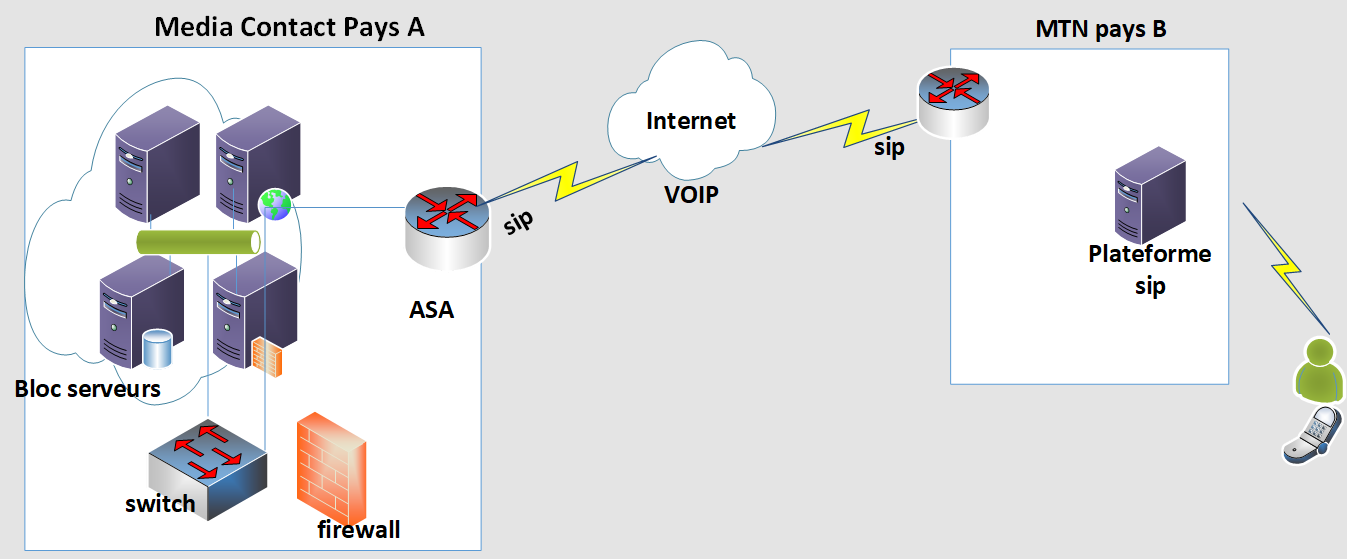 Media Contact Pays A
MTN pays B
Internet
sip
VOIP
sip
ASA
Plateforme
sip
Bloc serveurs
switch
firewall